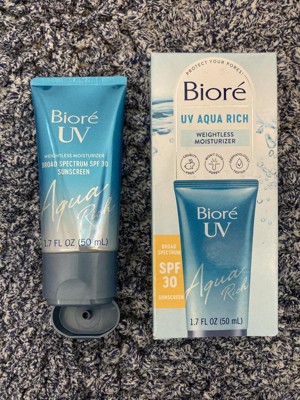 Bioré
UV
WEIGHTLESS MOISTURIZER
BROAD SPECTRUM SPF 30
SUNSCREEN
Aqua
Rich
1.7 FL OZ (50 mL)
PROTECT YOUR PORES!
Bioré
UV AQUA RICH
WEIGHTLESS
MOISTURIZER
Bioré
UV
Aqua
Rich
BROAD
SPECTRUM
SPF
30
SUNSCREEN
1.7 FL OZ (50 mL)